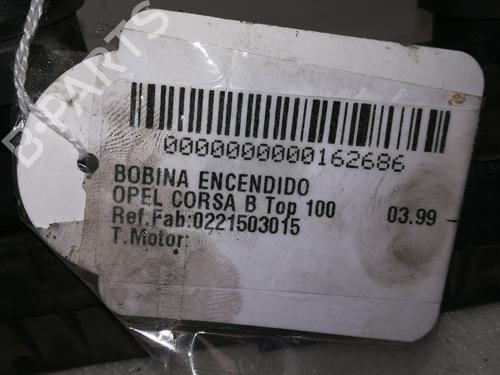 B-PARTS
0000000000162686
BOBINA ENCENDIDO
OPEL CORSA B Top 100 03.99
Ref.Fab:0221503015
T.Motor: